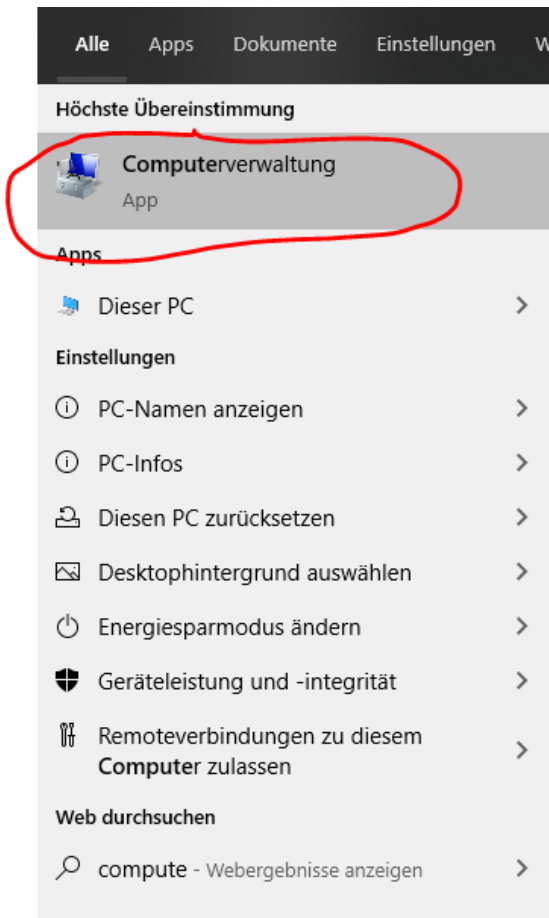 Alle Apps Dokumente Einstellungen
Höchste Übereinstimmung
Computerverwaltung
App
Apps
Dieser PC
Einstellungen
PC-Namen anzeigen
PC-Infos
Diesen PC zurücksetzen
Desktophintergrund auswählen
Energiesparmodus ändern
Geräteleistung und -integrität
Remoteverbindungen zu diesem
Computer zulassen
Web durchsuchen
compute - Webergebnisse anzeigen